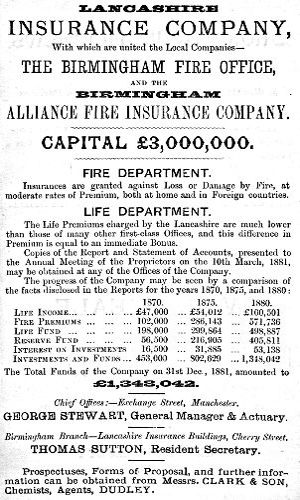 LANCASHIRE
INSURANCE COMPANY,
With which are united the Local Companies—
THE BIRMINGHAM FIRE OFFICE,
AND THE
BIRMINGHAM
ALLIANCE FIRE INSURANCE COMPANY.
CAPITAL £3,000,000.
FIRE DEPARTMENT.
Insurances are granted against Loss or Damage by Fire, at
moderate rates of Premium, both at home and in Foreign countries.
LIFE DEPARTMENT.
The Life Premiums charged by the Lancashire are much lower
than those of many other first-class Offices, and this difference in
Premium is equal to an immediate Bonus.
Copies of the Report and Statement of Accounts, presented to
the Annual Meeting of the Proprietors on the 10th March, 1881,
may be obtained at any of the Offices of the Company.
The progress of the Company may be seen by a comparison of
the facts disclosed in the Reports for the years 1870, 1875, and 1880:
1870. 1875. 1880.
LIFE INCOME... ... £47,000 — £54,012 — £160,501
FIRE PREMIUMS ... 102,000 — 286,143 571,736
LIFE FUND ... ... 198,000 — 299,864 — 498,887
RESERVE FUND ... 56,500 — 216,905 405,811
INTEREST ON INVESTMENTS 16,500 — 31,885 — 53,138
INVESTMENTS AND FUNDS... 453,000 — 802,629 — 1,348,042
The Total Funds of the Company on 31st Dec., 1881, amounted to
£1,348,042.
Chief Offices:—Exchange Street, Manchester.
GEORGE STEWART, General Manager & Actuary.
Birmingham Branch—Lancashire Insurance Buildings, Cherry Street.
THOMAS SUTTON, Resident Secretary.
Prospectuses, Forms of Proposal, and further infor-
mation can be obtained from Messrs. CLARK & SON,
Chemists, Agents, DUDLEY.